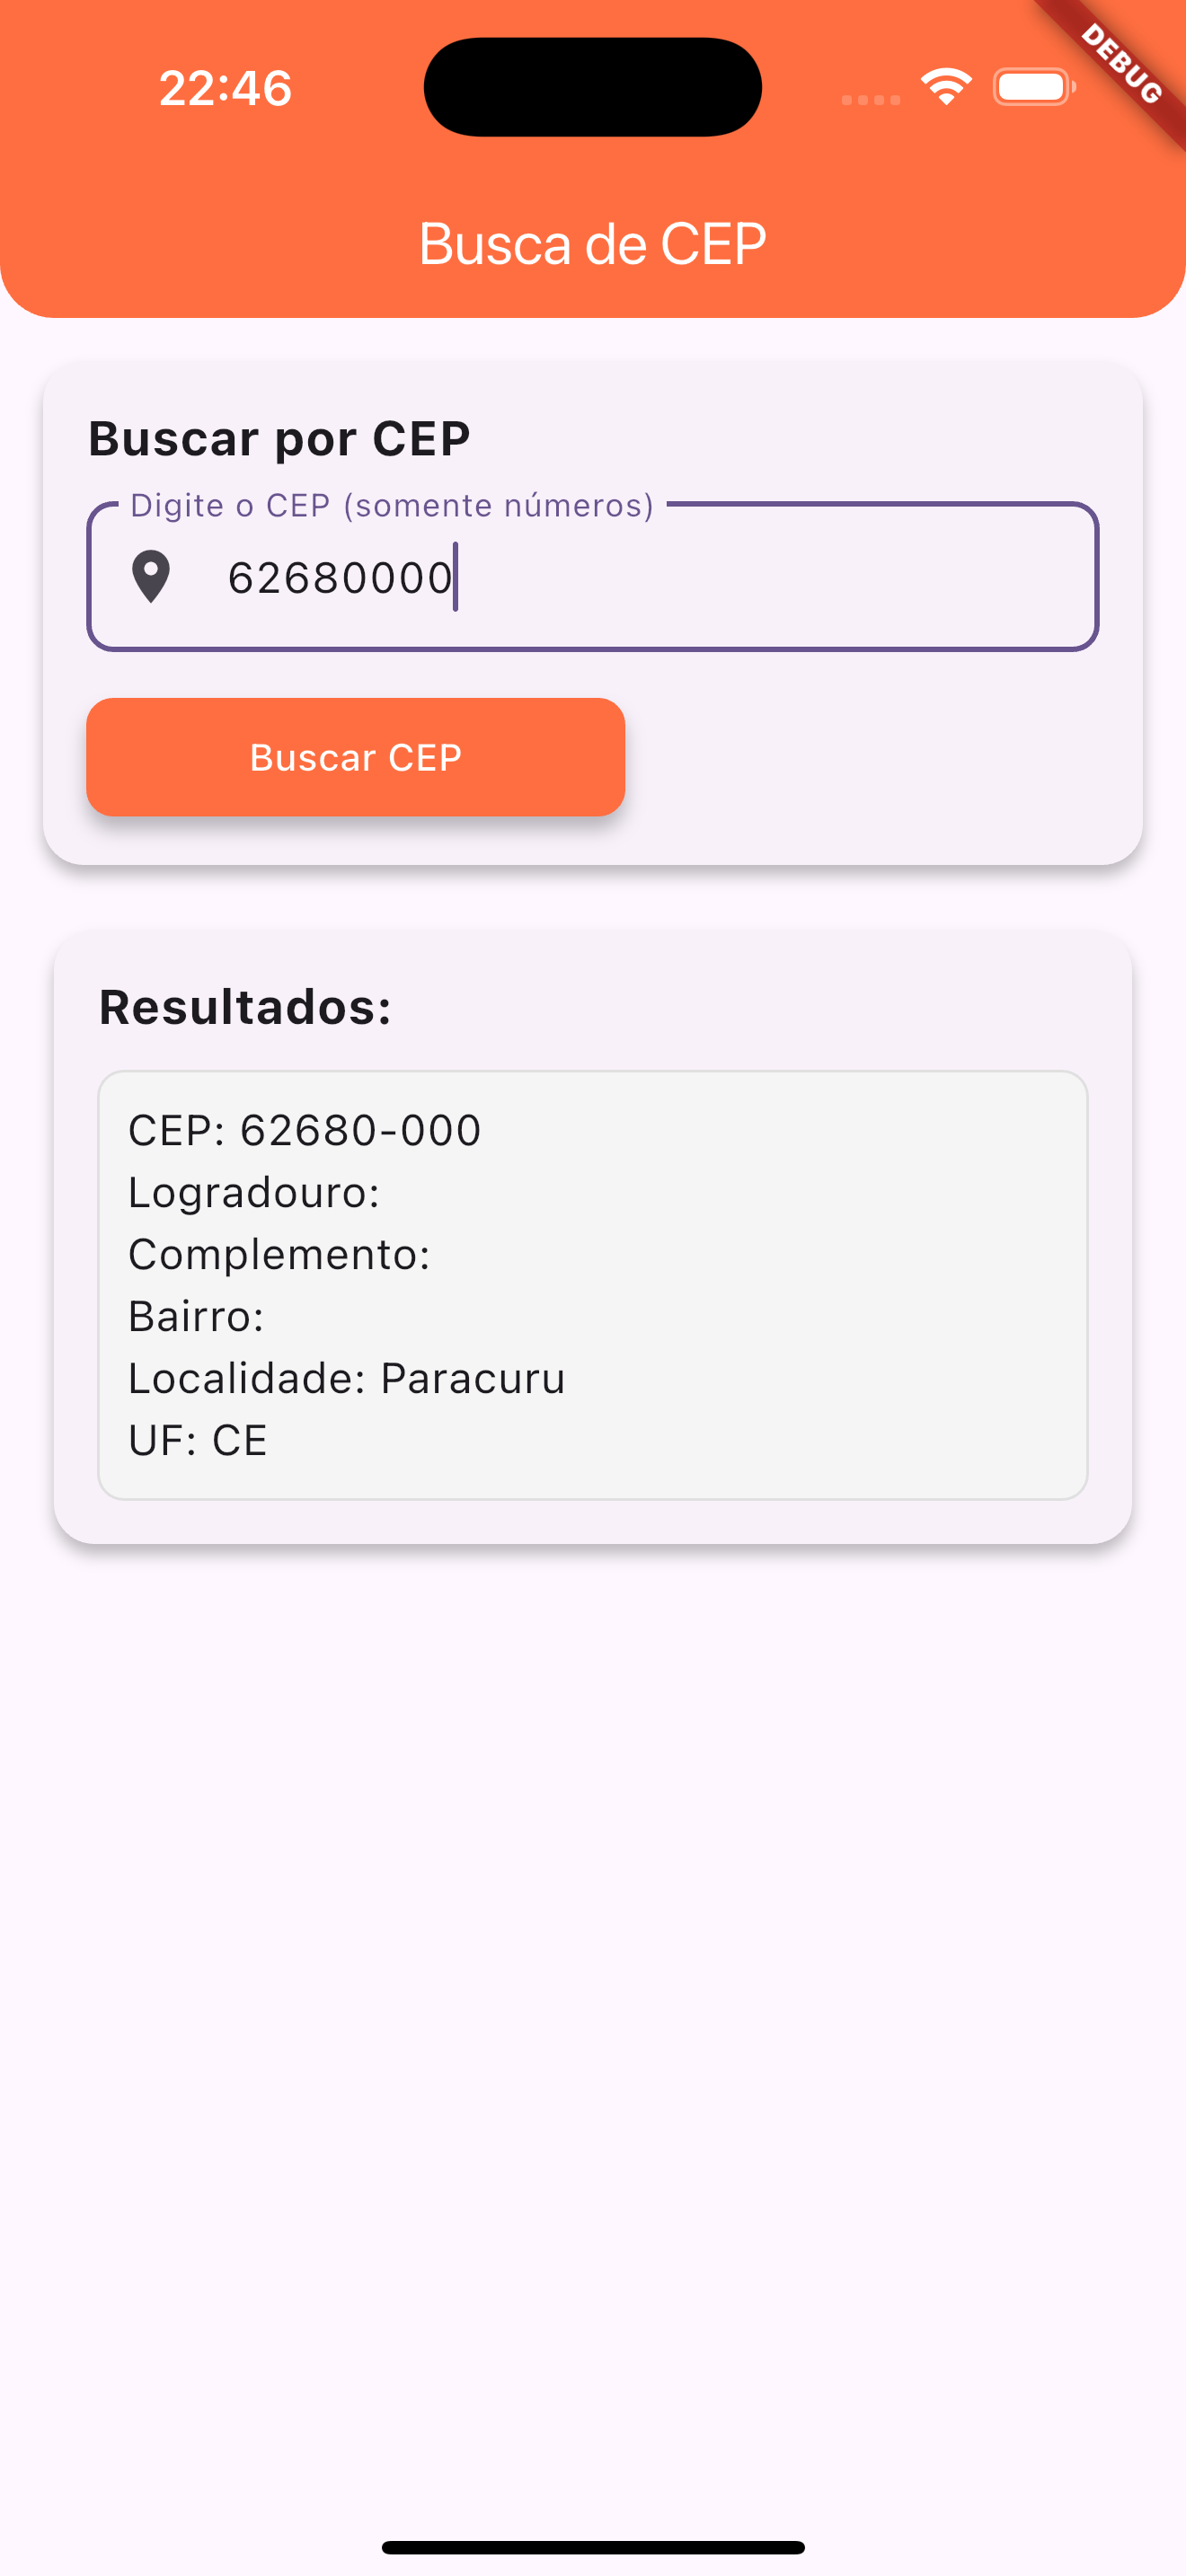 22:46
DEBUG
Busca de CEP
Buscar por CEP
Digite o CEP (somente números)
62680000
Buscar CEP
Resultados:
CEP: 62680-000
Logradouro:
Complemento:
Bairro:
Localidade: Paracuru
UF: CE